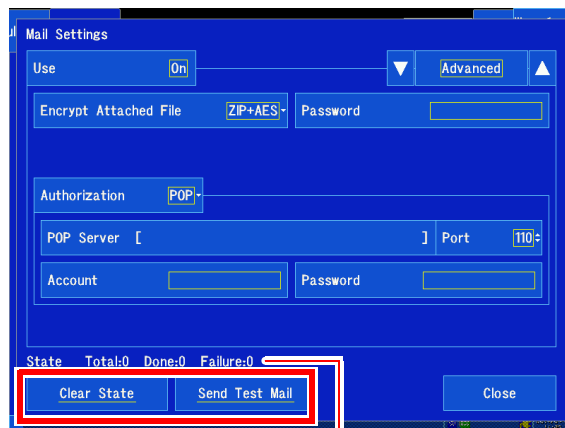 Mail Settings
Use On Advanced
Encrypt Attached File ZIP+AES Password
Authorization POP
POP Server [ ] Port 110
Account Password
State Total:0 Done:0 Failure:0
Clear State Send Test Mail Close